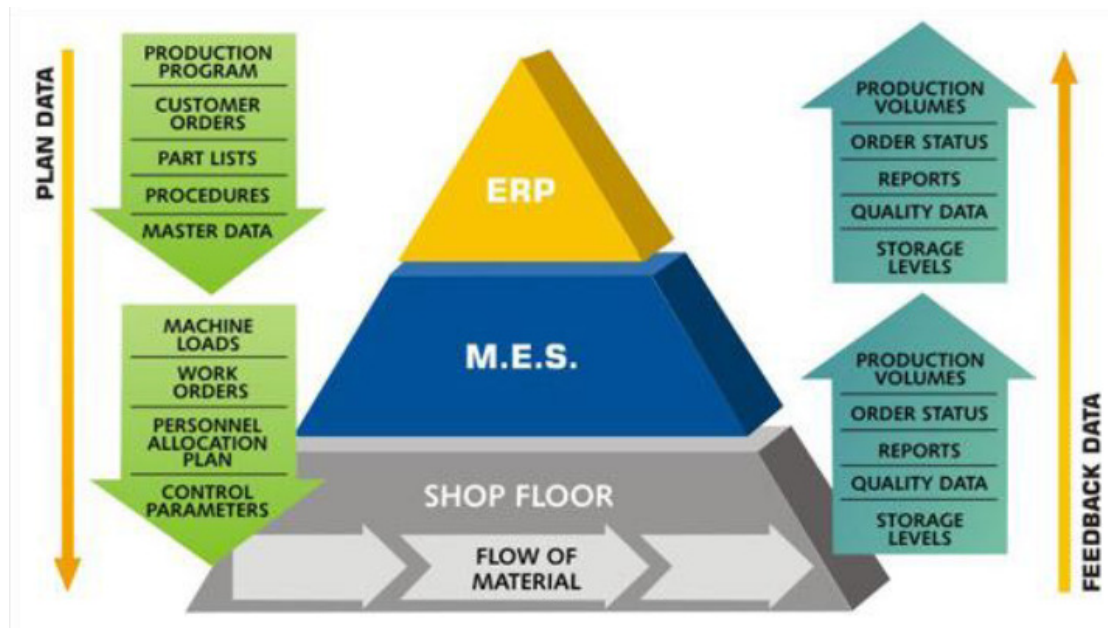 PLAN DATA
PRODUCTION
PROGRAM
CUSTOMER
ORDERS
PART LISTS
PROCEDURES
MASTER DATA
MACHINE
LOADS
WORK
ORDERS
PERSONNEL
ALLOCATION
PLAN
CONTROL
PARAMETERS
ERP
M.E.S.
SHOP FLOOR
FLOW OF
MATERIAL
PRODUCTION
VOLUMES
ORDER STATUS
REPORTS
QUALITY DATA
STORAGE
LEVELS
PRODUCTION
VOLUMES
ORDER STATUS
REPORTS
QUALITY DATA
STORAGE
LEVELS
FEEDBACK DATA